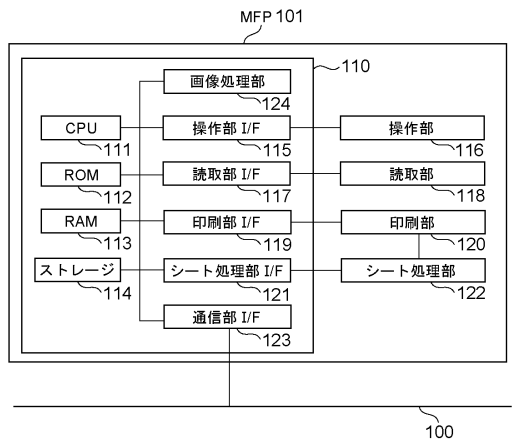 MFP 101
110
画像処理部
124
CPU
111
操作部 I/F
115
操作部
116
ROM
112
読取部 I/F
117
読取部
118
RAM
113
印刷部 I/F
119
印刷部
120
ストレージ
114
シート処理部 I/F
121
シート処理部
122
通信部 I/F
123
100